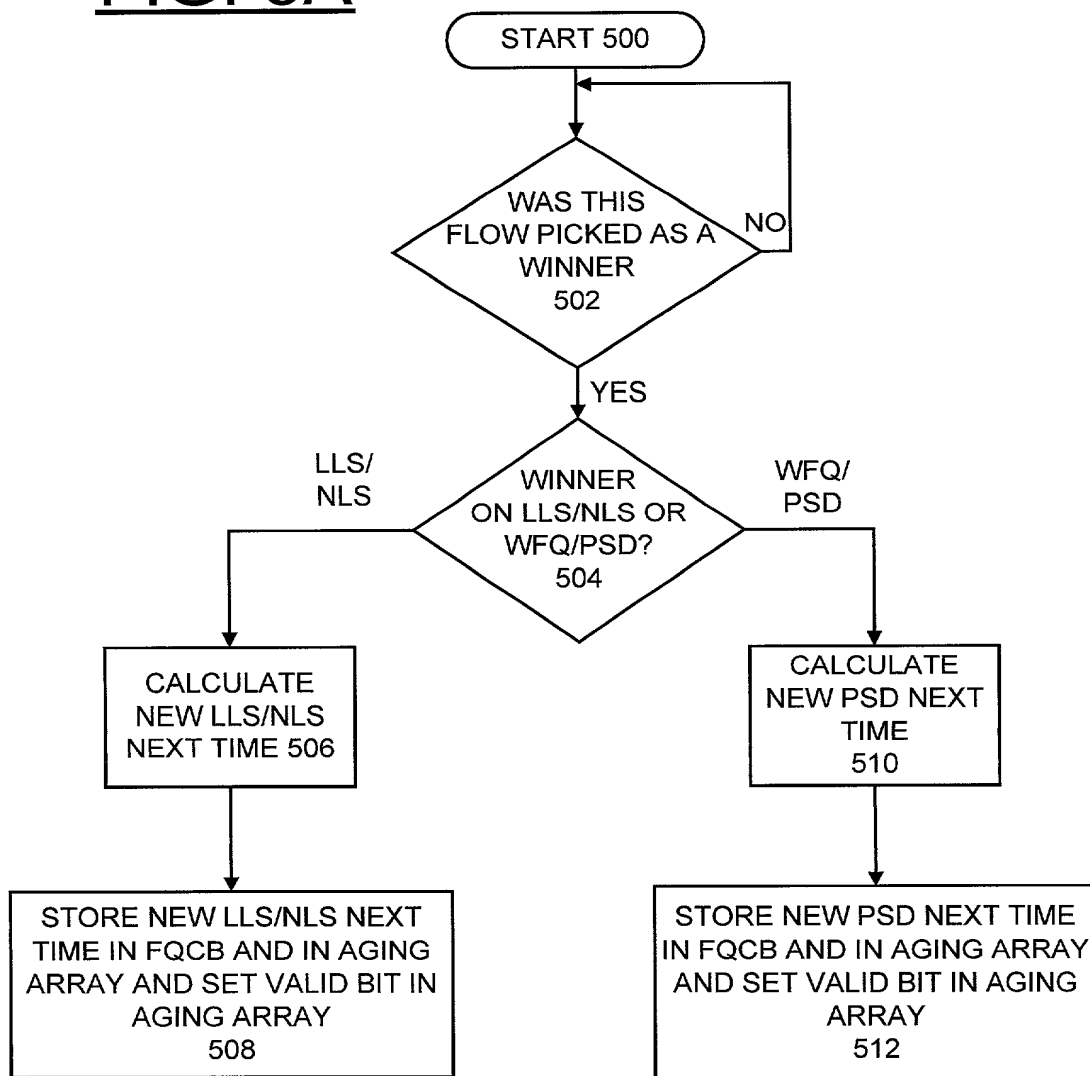 START 500
WAS THIS
FLOW PICKED AS A
WINNER
502
NO
YES
LLS/
NLS
WINNER
ON LLS/NLS OR
WFQ/PSD?
504
WFQ/
PSD
CALCULATE
NEW LLS/NLS
NEXT TIME 506
CALCULATE
NEW PSD NEXT
TIME
510
STORE NEW LLS/NLS NEXT
TIME IN FQCB AND IN AGING
ARRAY AND SET VALID BIT IN
AGING ARRAY
508
STORE NEW PSD NEXT TIME
IN FQCB AND IN AGING ARRAY
AND SET VALID BIT IN AGING
ARRAY
512